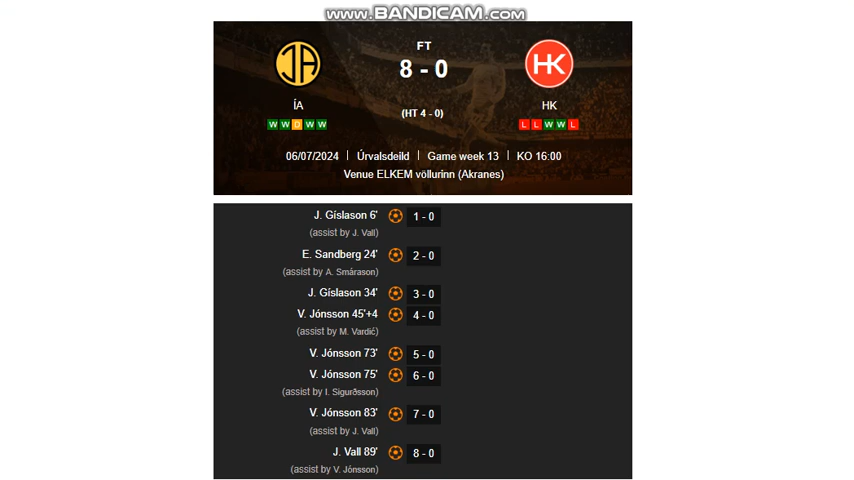 www.BANDICAM.com
FT
8 - 0
JA
HK
ÍA
HK
(HT 4 - 0)
W W D W W
L L W W L
06/07/2024 | Úrvalsdeild | Game week 13 | KO 16:00
Venue ELKEM völlurinn (Akranes)
J. Gíslason 6' 1 - 0
(assist by J. Vall)
E. Sandberg 24' 2 - 0
(assist by A. Smárason)
J. Gíslason 34' 3 - 0
V. Jónsson 45'+4 4 - 0
(assist by M. Vardić)
V. Jónsson 73' 5 - 0
V. Jónsson 75' 6 - 0
(assist by I. Sigurðsson)
V. Jónsson 83' 7 - 0
(assist by J. Vall)
J. Vall 89' 8 - 0
(assist by V. Jónsson)